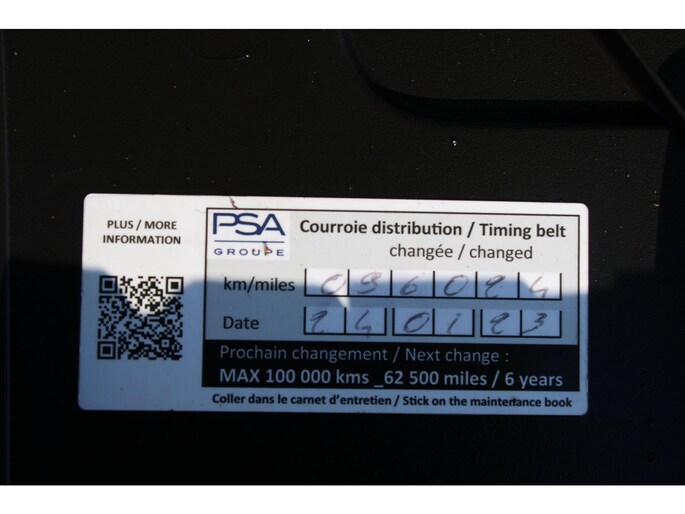 PLUS / MORE
INFORMATION
PSA
GROUPE
Courroie distribution / Timing belt
changée / changed
km/miles 096024
Date 240123
Prochain changement / Next change :
MAX 100 000 kms _62 500 miles / 6 years
Coller dans le carnet d'entretien / Stick on the maintenance book